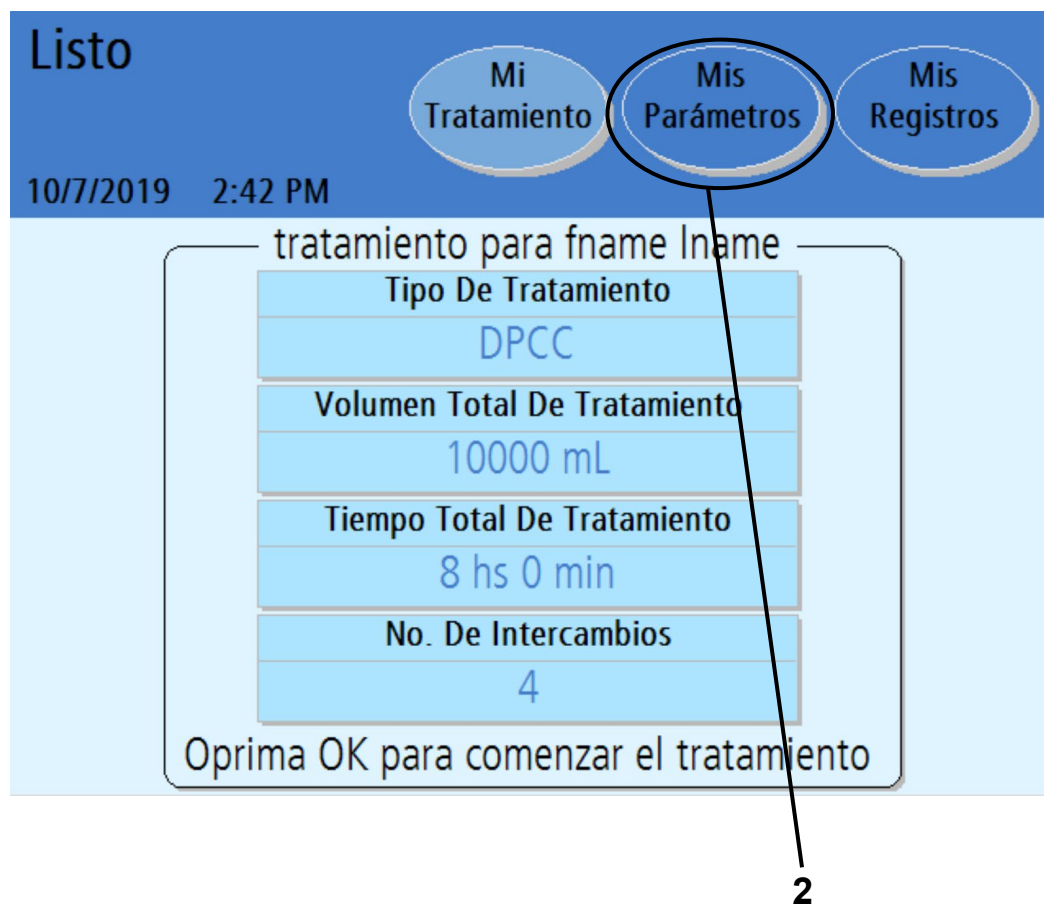 Listo
Mi
Tratamiento
Mis
Parámetros
Mis
Registros
10/7/2019 2:42 PM
tratamiento para fname lname
Tipo De Tratamiento
DPCC
Volumen Total De Tratamiento
10000 mL
Tiempo Total De Tratamiento
8 hs 0 min
No. De Intercambios
4
Oprima OK para comenzar el tratamiento
2